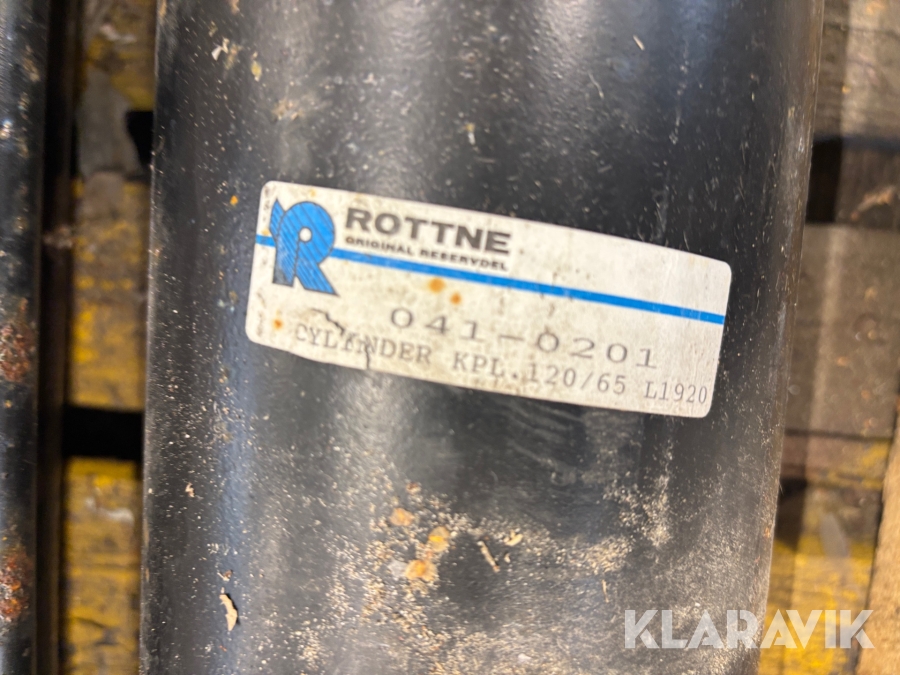 ROTTNE
ORIGINAL RESERVDEL
041-0201
CYLINDER KPL.120/65 L1920
KLARAVIK